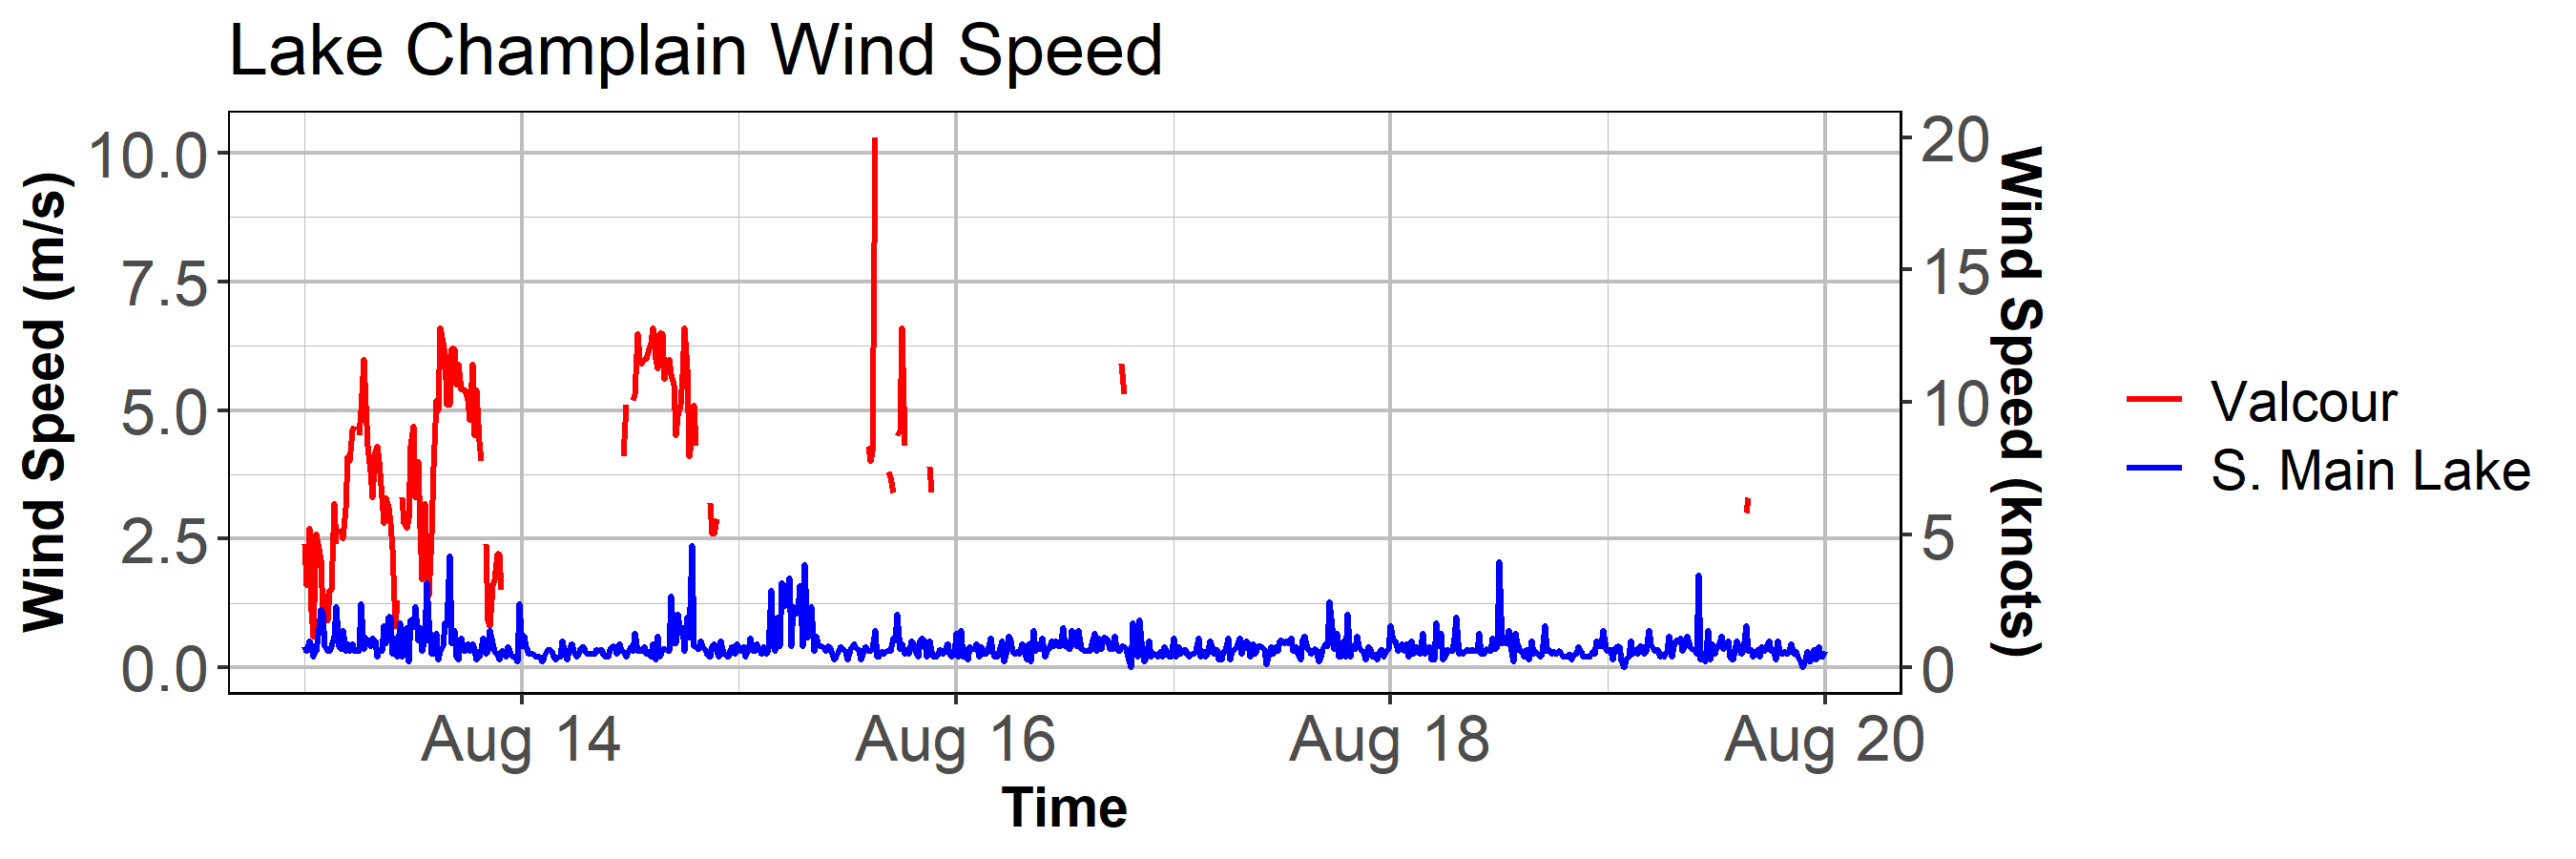 Lake Champlain Wind Speed
Wind Speed (m/s)
10.0
7.5
5.0
2.5
0.0
20
15
10
5
0
Wind Speed (knots)
Valcour
S. Main Lake
Aug 14
Aug 16
Aug 18
Aug 20
Time